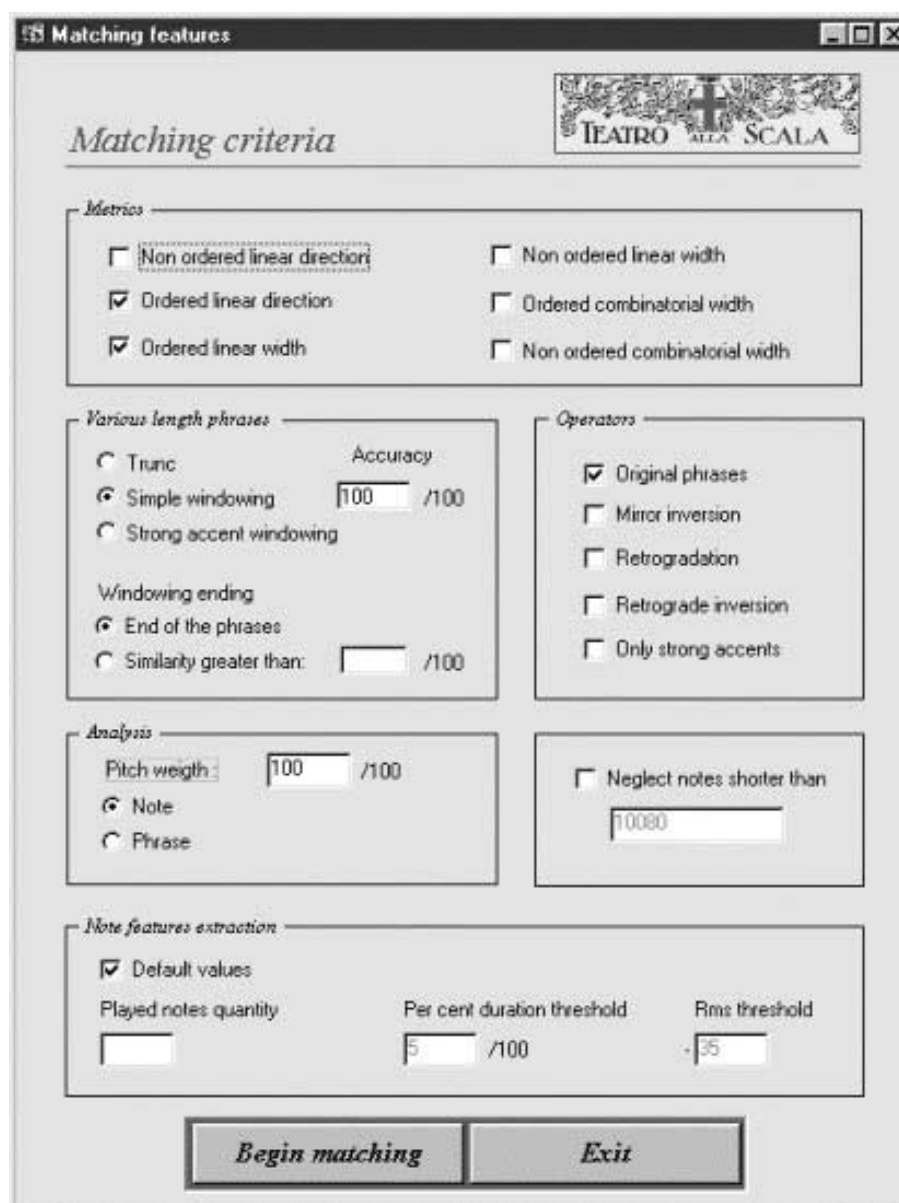 Matching features
Matching criteria
TEATRO ALLA SCALA
Metrics
Non ordered linear direction
Non ordered linear width
Ordered linear direction
Ordered combinatorial width
Ordered linear width
Non ordered combinatorial width
Various length phrases
Trunc
Accuracy
Simple windowing
100 /100
Strong accent windowing
Windowing ending
End of the phrases
Similarity greater than:
/100
Operators
Original phrases
Mirror inversion
Retrogradation
Retrograde inversion
Only strong accents
Analysis
Pitch weigth :
100 /100
Note
Phrase
Neglect notes shorter than
10080
Note features extraction
Default values
Played notes quantity
Per cent duration threshold
Rms threshold
5 /100
-35
Begin matching
Exit